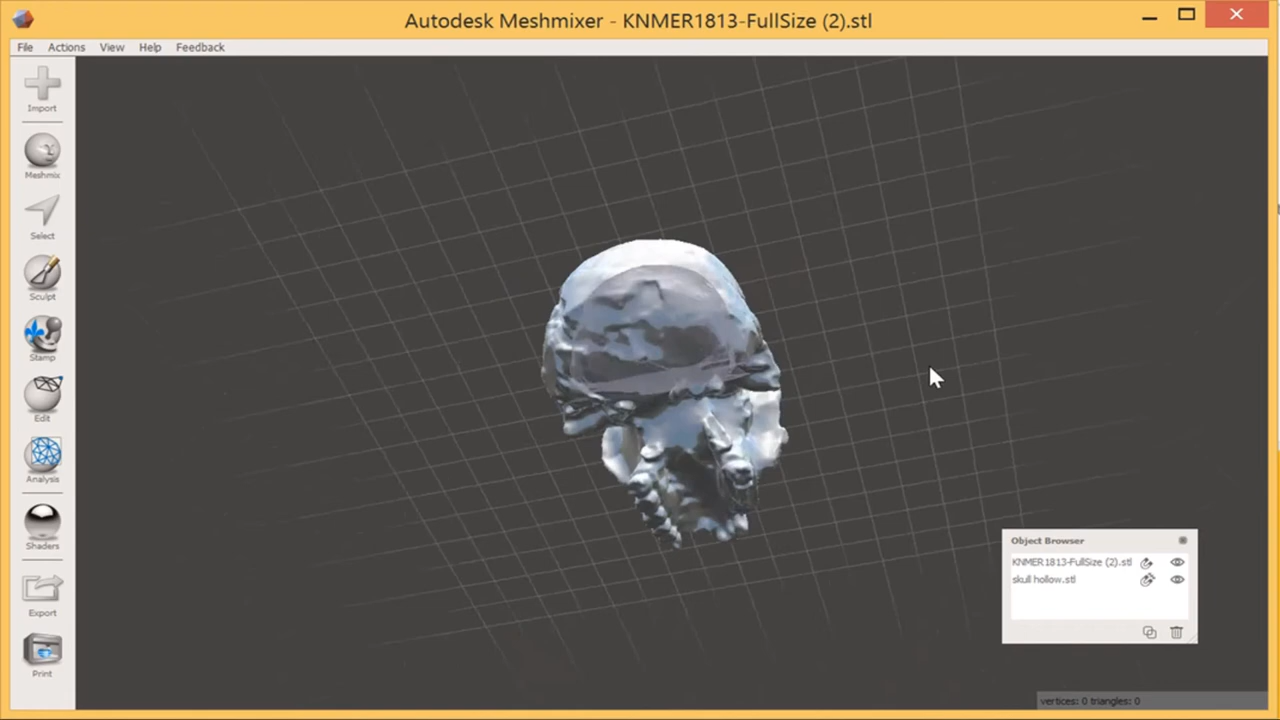 Autodesk Meshmixer - KNMER1813-FullSize (2).stl
File Actions View Help Feedback
Import
Meshmix
Select
Sculpt
Stamp
Edit
Analysis
Shaders
Export
Print
Object Browser
KNMER1813-FullSize (2).stl
skull hollow.stl
vertices: 0 triangles: 0